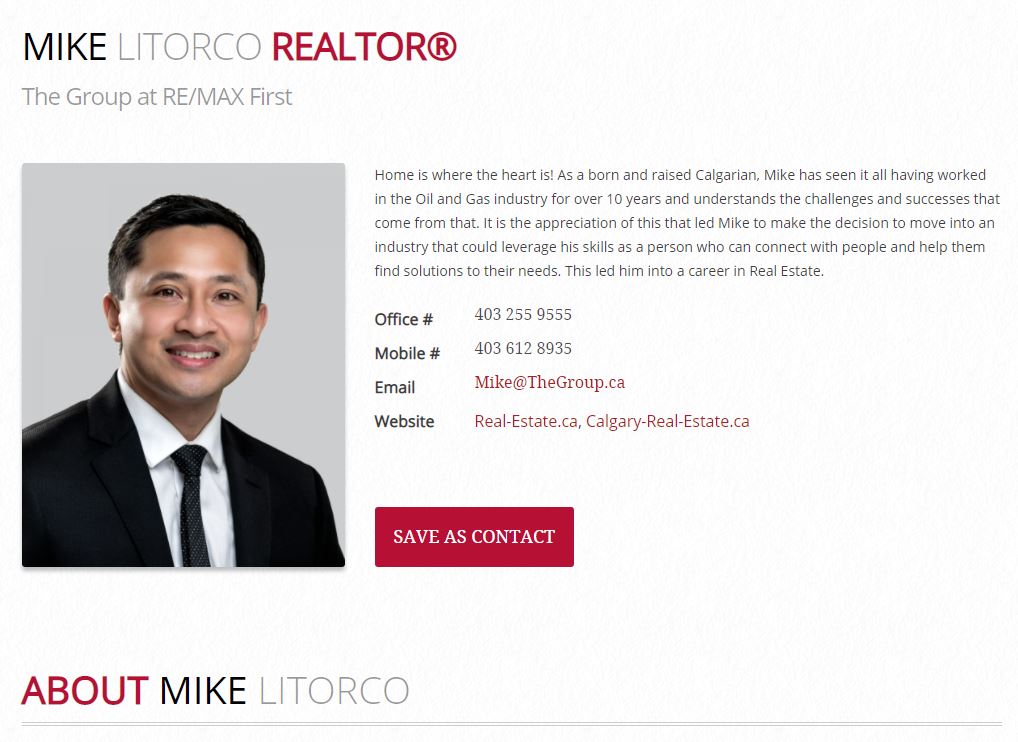 MIKE LITORCO REALTOR®
The Group at RE/MAX First
Home is where the heart is! As a born and raised Calgarian, Mike has seen it all having worked
in the Oil and Gas industry for over 10 years and understands the challenges and successes that
come from that. It is the appreciation of this that led Mike to make the decision to move into an
industry that could leverage his skills as a person who can connect with people and help them
find solutions to their needs. This led him into a career in Real Estate.
Office # 403 255 9555
Mobile # 403 612 8935
Email Mike@TheGroup.ca
Website Real-Estate.ca, Calgary-Real-Estate.ca
SAVE AS CONTACT
ABOUT MIKE LITORCO